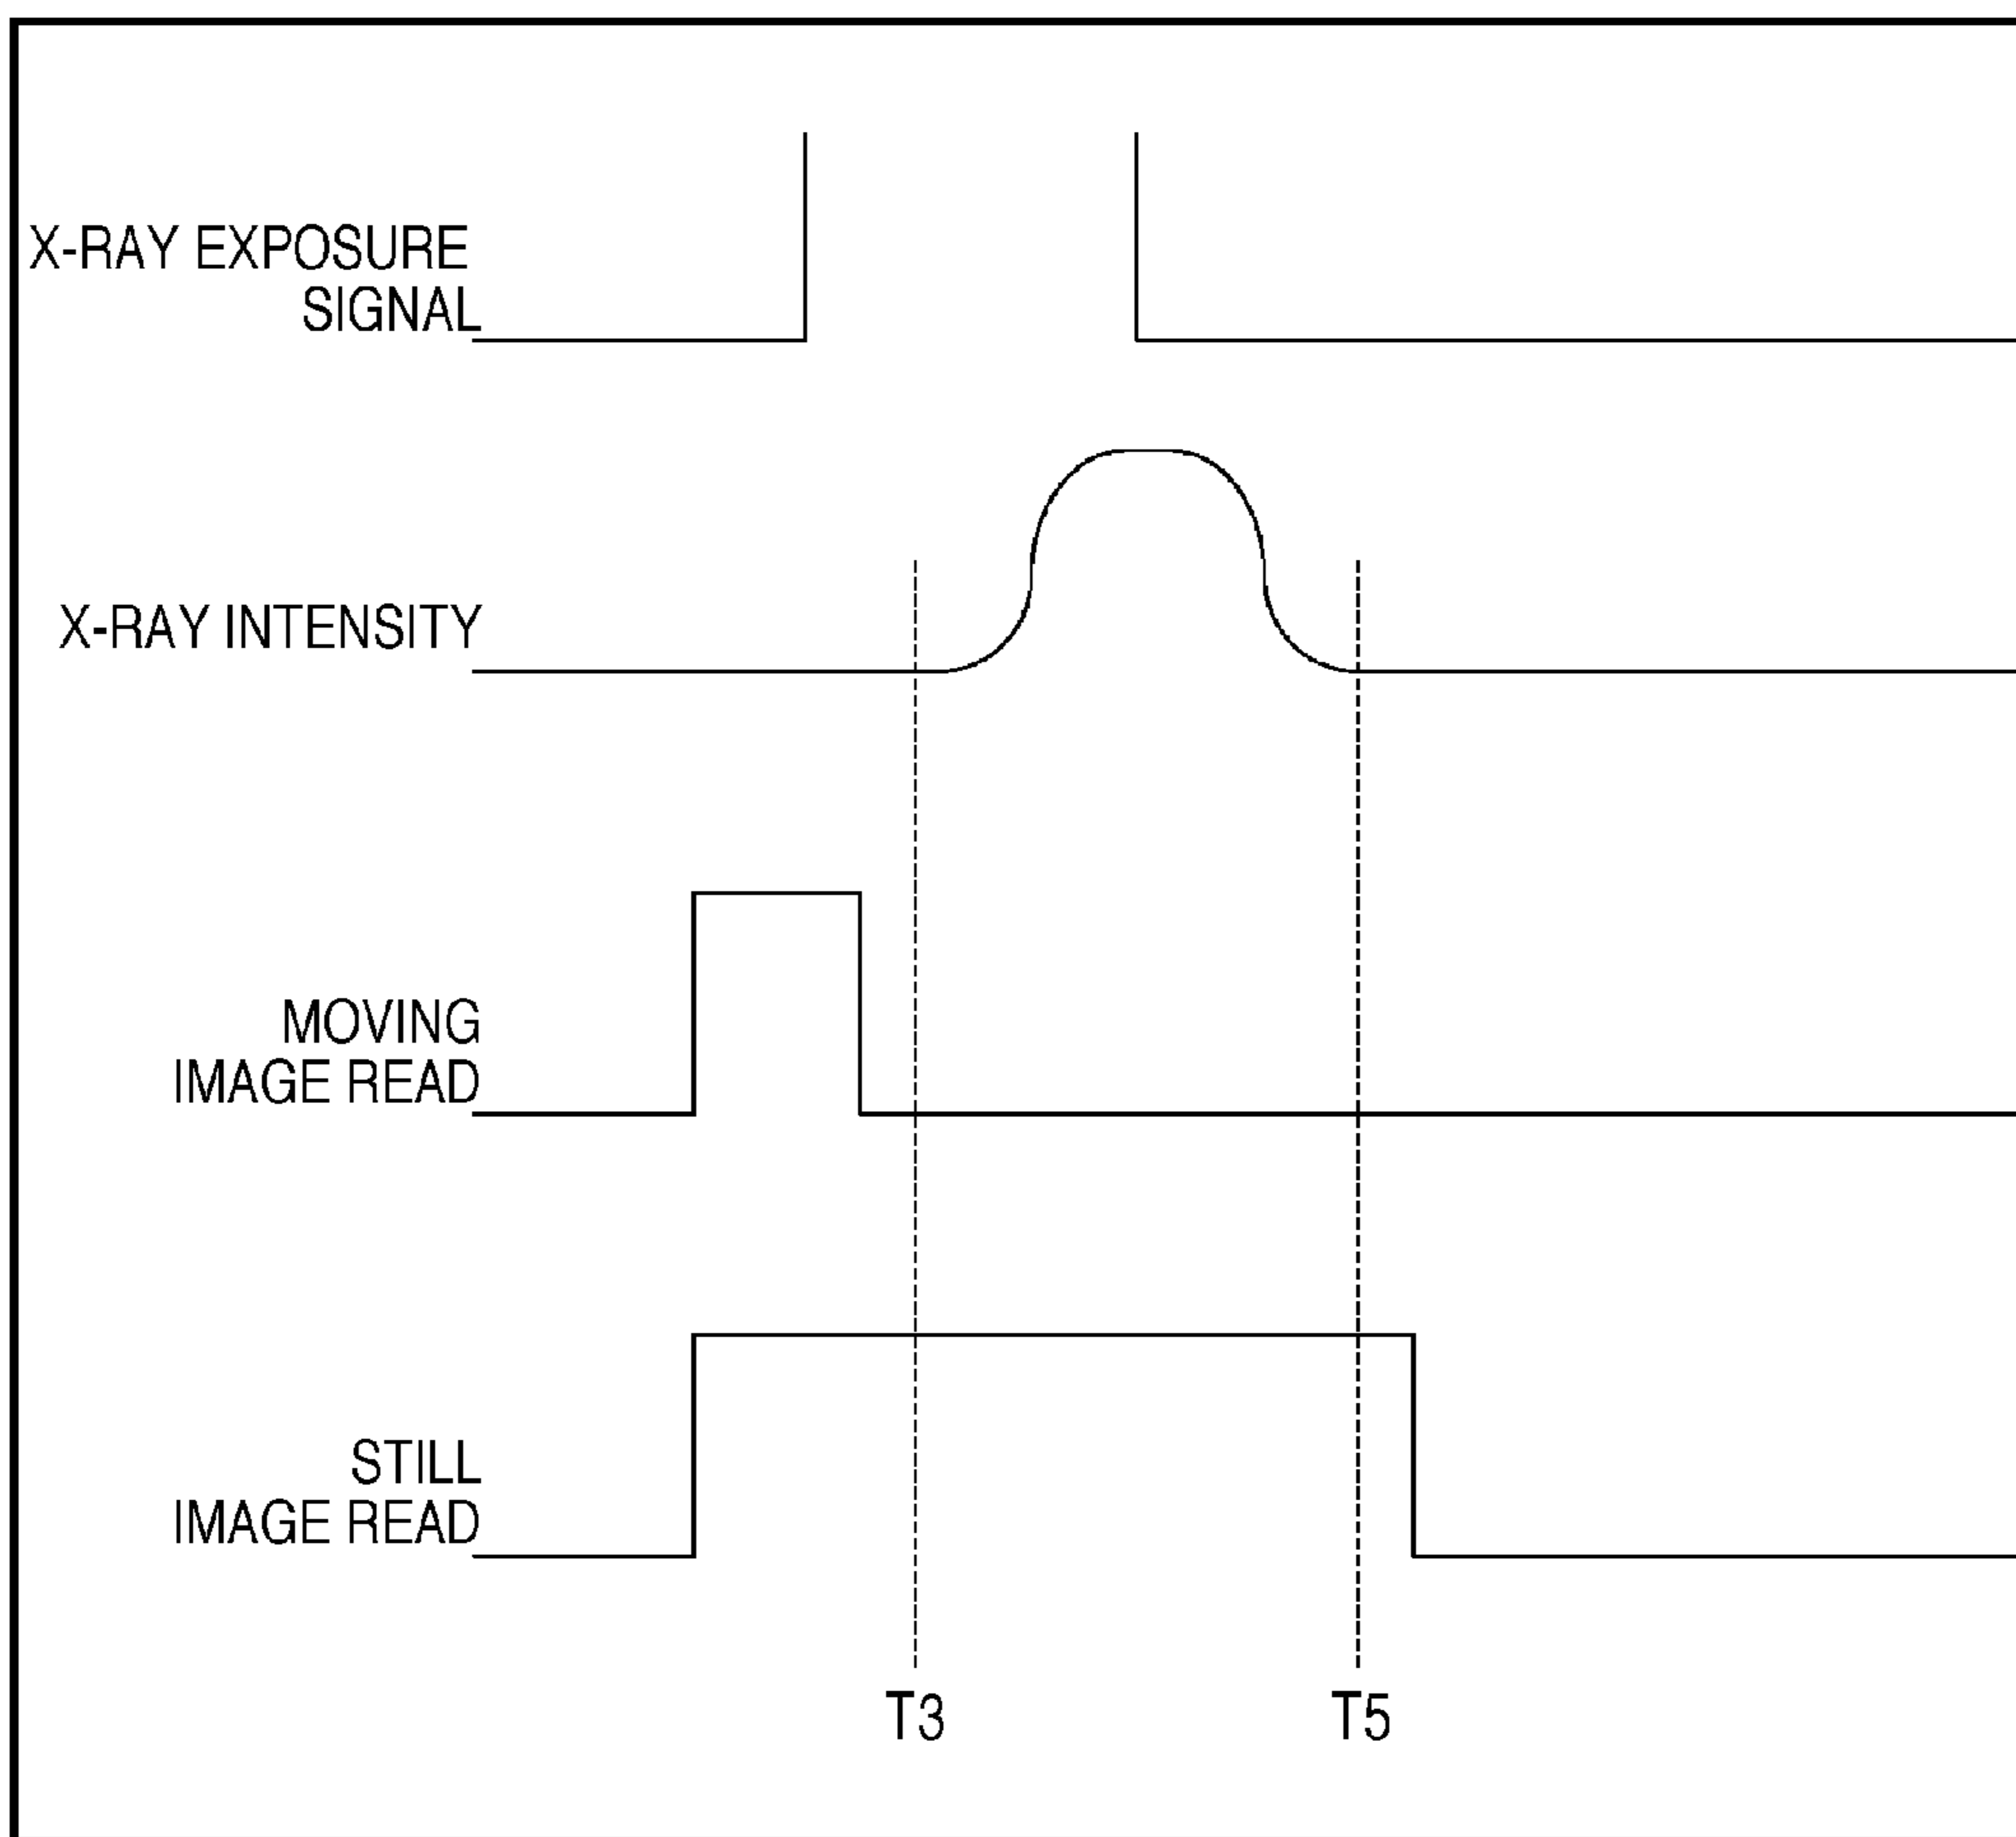 X-RAY EXPOSURE
SIGNAL
X-RAY INTENSITY
MOVING
IMAGE READ
STILL
IMAGE READ
T3
T5